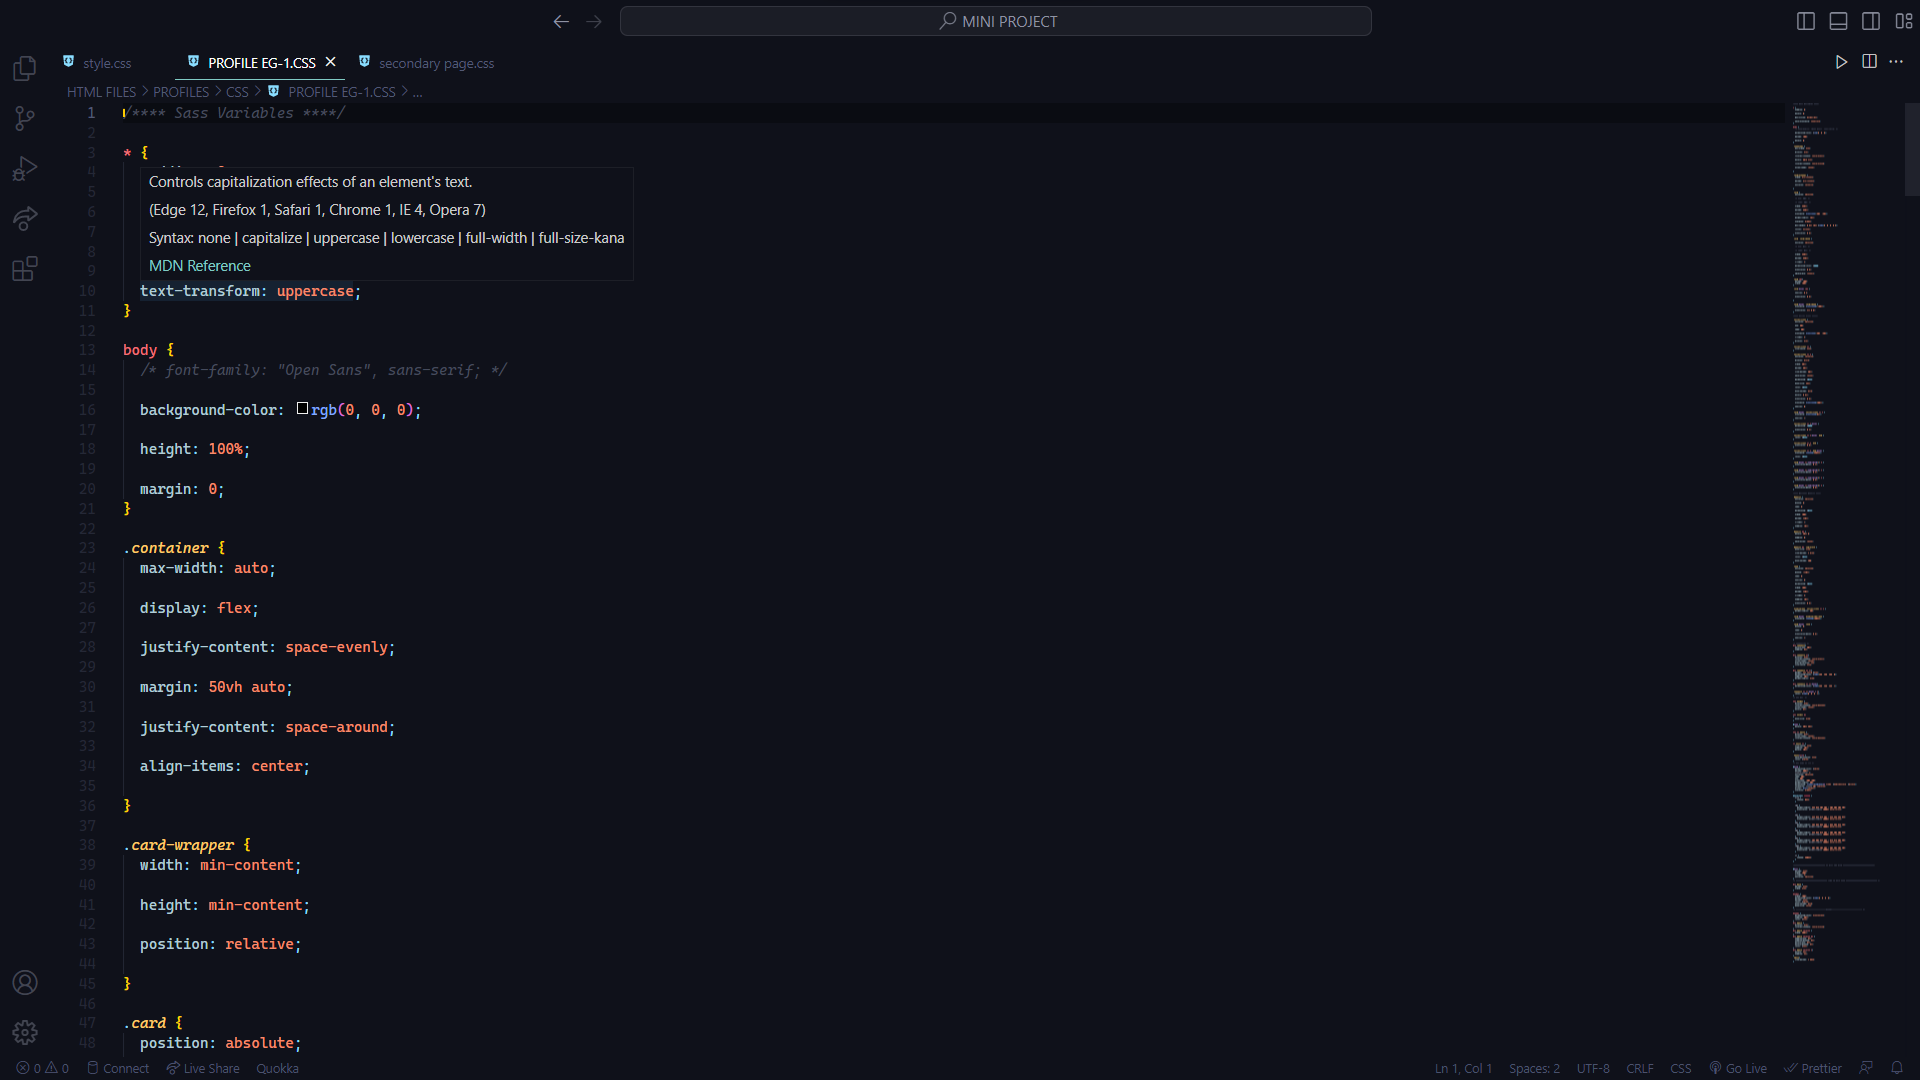 MINI PROJECT
style.css
PROFILE EG-1.CSS
secondary page.css
HTML FILES > PROFILES > CSS > PROFILE EG-1.CSS > ...
1 /**** Sass Variables ****/
2
3 * {
4
5
6
7
8
9
Controls capitalization effects of an element's text.
(Edge 12, Firefox 1, Safari 1, Chrome 1, IE 4, Opera 7)
Syntax: none | capitalize | uppercase | lowercase | full-width | full-size-kana
MDN Reference
10 text-transform: uppercase;
11 }
12
13 body {
14 /* font-family: "Open Sans", sans-serif; */
15
16 background-color: rgb(0, 0, 0);
17
18 height: 100%;
19
20 margin: 0;
21 }
22
23 .container {
24 max-width: auto;
25
26 display: flex;
27
28 justify-content: space-evenly;
29
30 margin: 50vh auto;
31
32 justify-content: space-around;
33
34 align-items: center;
35
36 }
37
38 .card-wrapper {
39 width: min-content;
40
41 height: min-content;
42
43 position: relative;
44
45 }
46
47 .card {
48 position: absolute;
0 0 Connect Live Share Quokka Ln 1, Col 1 Spaces: 2 UTF-8 CRLF CSS Go Live Prettier